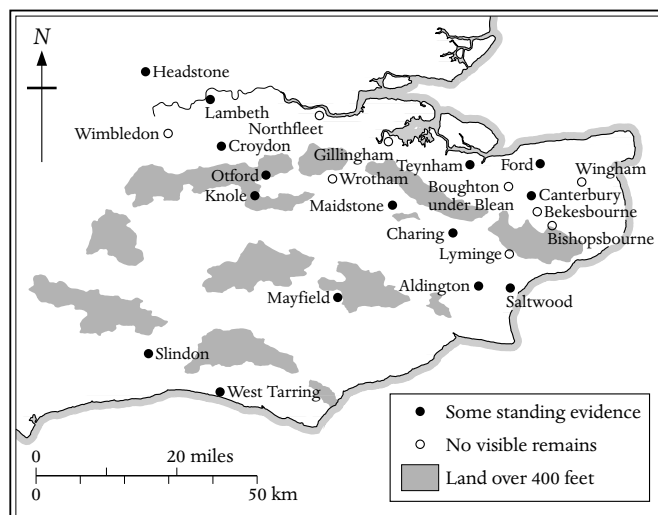 N
Headstone
Lambeth
Northfleet
Wimbledon
Croydon
Gillingham
Teynham
Ford
Wingham
Otford
Wrotham
Boughton
under Blean
Canterbury
Knole
Maidstone
Bekesbourne
Charing
Bishopsbourne
Lyminge
Aldington
Mayfield
Saltwood
Slindon
West Tarring
Some standing evidence
No visible remains
Land over 400 feet
0 20 miles
0 50 km